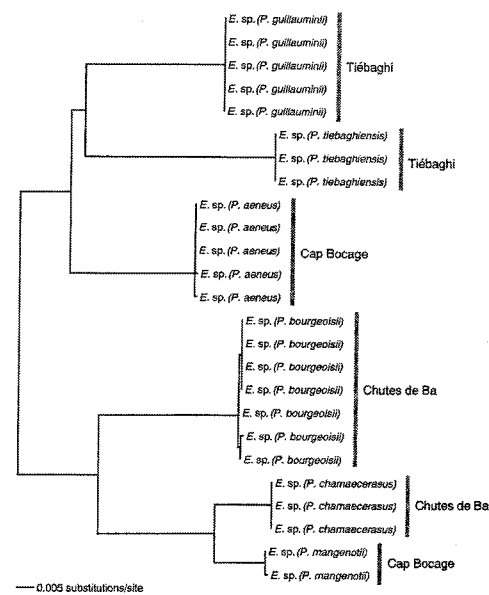 E. sp. (P. guillauminii)
E. sp. (P. guillauminii)
E. sp. (P. guillauminii)
E. sp. (P. guillauminii)
E. sp. (P. guillauminii)
Tiébaghi
E. sp. (P. tiebaghiensis)
E. sp. (P. tiebaghiensis)
E. sp. (P. tiebaghiensis)
Tiébaghi
E. sp. (P. aeneus)
E. sp. (P. aeneus)
E. sp. (P. aeneus)
E. sp. (P. aeneus)
E. sp. (P. aeneus)
Cap Bocage
E. sp. (P. bourgeoisii)
E. sp. (P. bourgeoisii)
E. sp. (P. bourgeoisii)
E. sp. (P. bourgeoisii)
E. sp. (P. bourgeoisii)
E. sp. (P. bourgeoisii)
E. sp. (P. bourgeoisii)
Chutes de Ba
E. sp. (P. chamaecerasus)
E. sp. (P. chamaecerasus)
E. sp. (P. chamaecerasus)
Chutes de Ba
E. sp. (P. mangenotii)
E. sp. (P. mangenotii)
Cap Bocage
0.005 substitutions/site